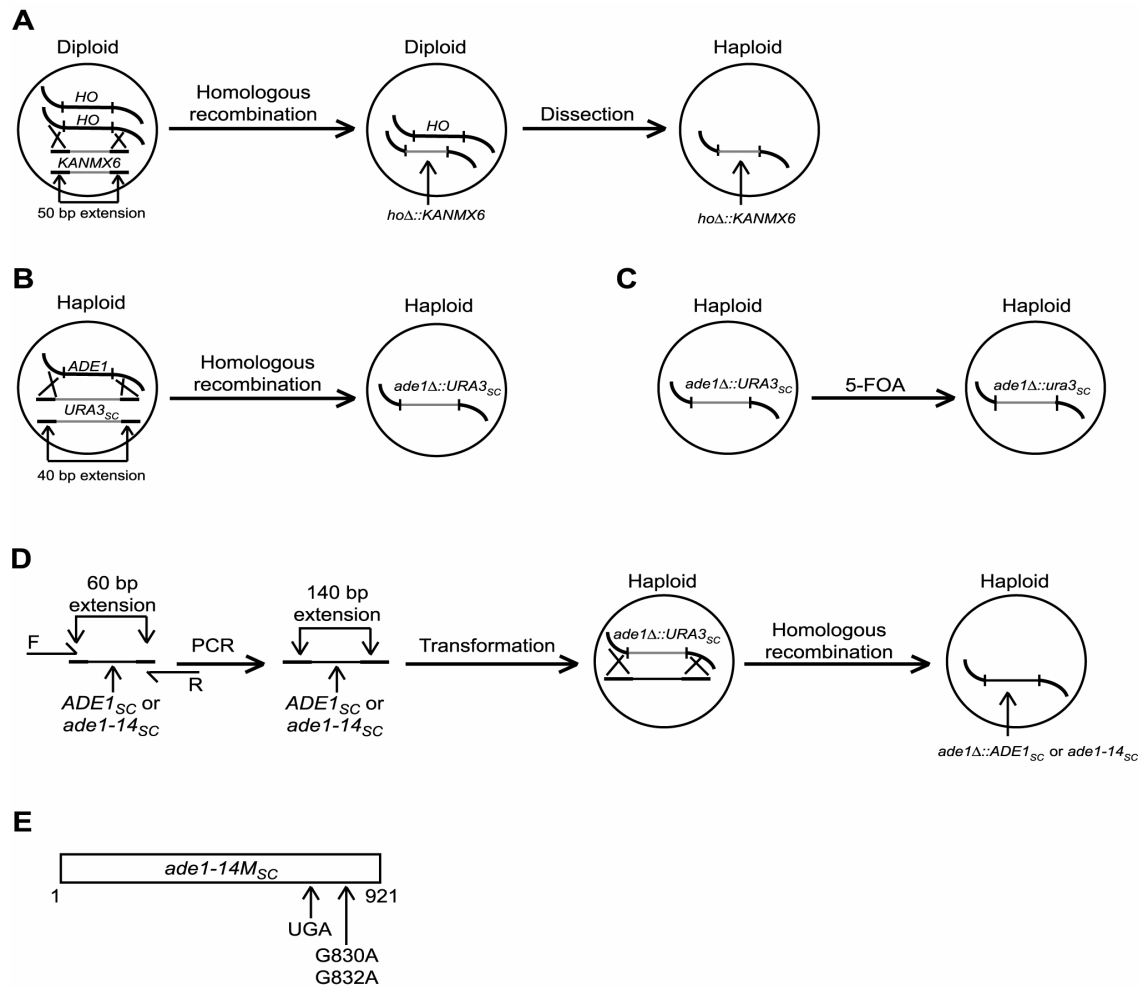 A
Diploid
HO
HO
KANMX6
50 bp extension
Homologous
recombination
Diploid
HO
hoΔ::KANMX6
Dissection
Haploid
hoΔ::KANMX6
B
Haploid
ADE1
URA3SC
40 bp extension
Homologous
recombination
Haploid
ade1Δ::URA3SC
C
Haploid
ade1Δ::URA3SC
5-FOA
Haploid
ade1Δ::ura3SC
D
60 bp
extension
F
R
ADE1SC or
ade1-14SC
PCR
140 bp
extension
ADE1SC or
ade1-14SC
Transformation
Haploid
ade1Δ::URA3SC
Homologous
recombination
Haploid
ade1Δ::ADE1SC or ade1-14SC
E
ade1-14MSC
1
921
UGA
G830A
G832A